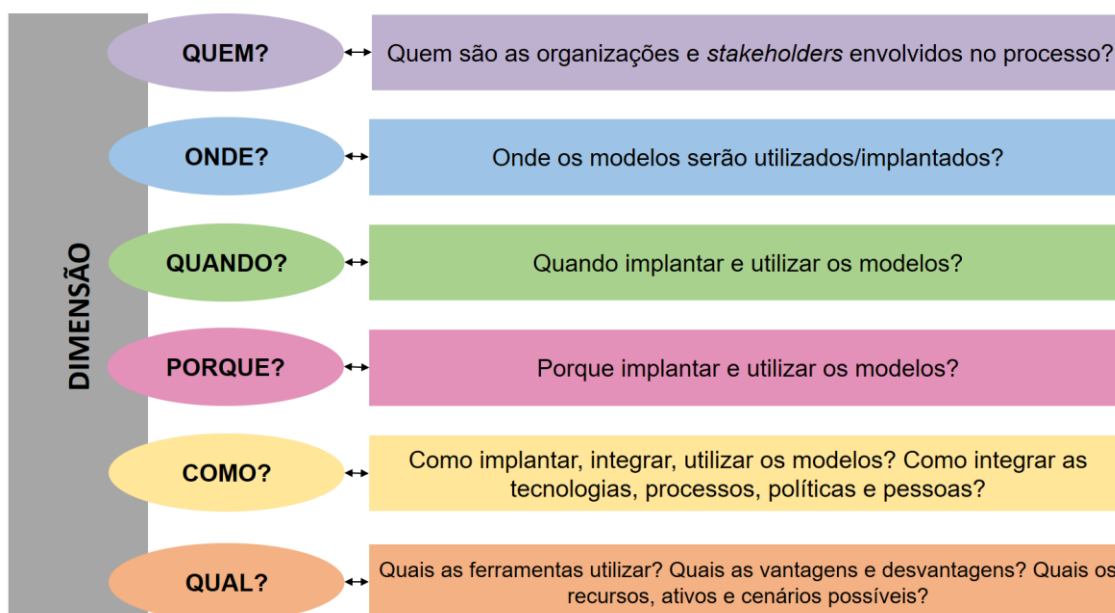 DIMENSÃO
QUEM?
Quem são as organizações e stakeholders envolvidos no processo?
ONDE?
Onde os modelos serão utilizados/implantados?
QUANDO?
Quando implantar e utilizar os modelos?
PORQUE?
Porque implantar e utilizar os modelos?
COMO?
Como implantar, integrar, utilizar os modelos? Como integrar as
tecnologias, processos, políticas e pessoas?
QUAL?
Quais as ferramentas utilizar? Quais as vantagens e desvantagens? Quais os
recursos, ativos e cenários possíveis?